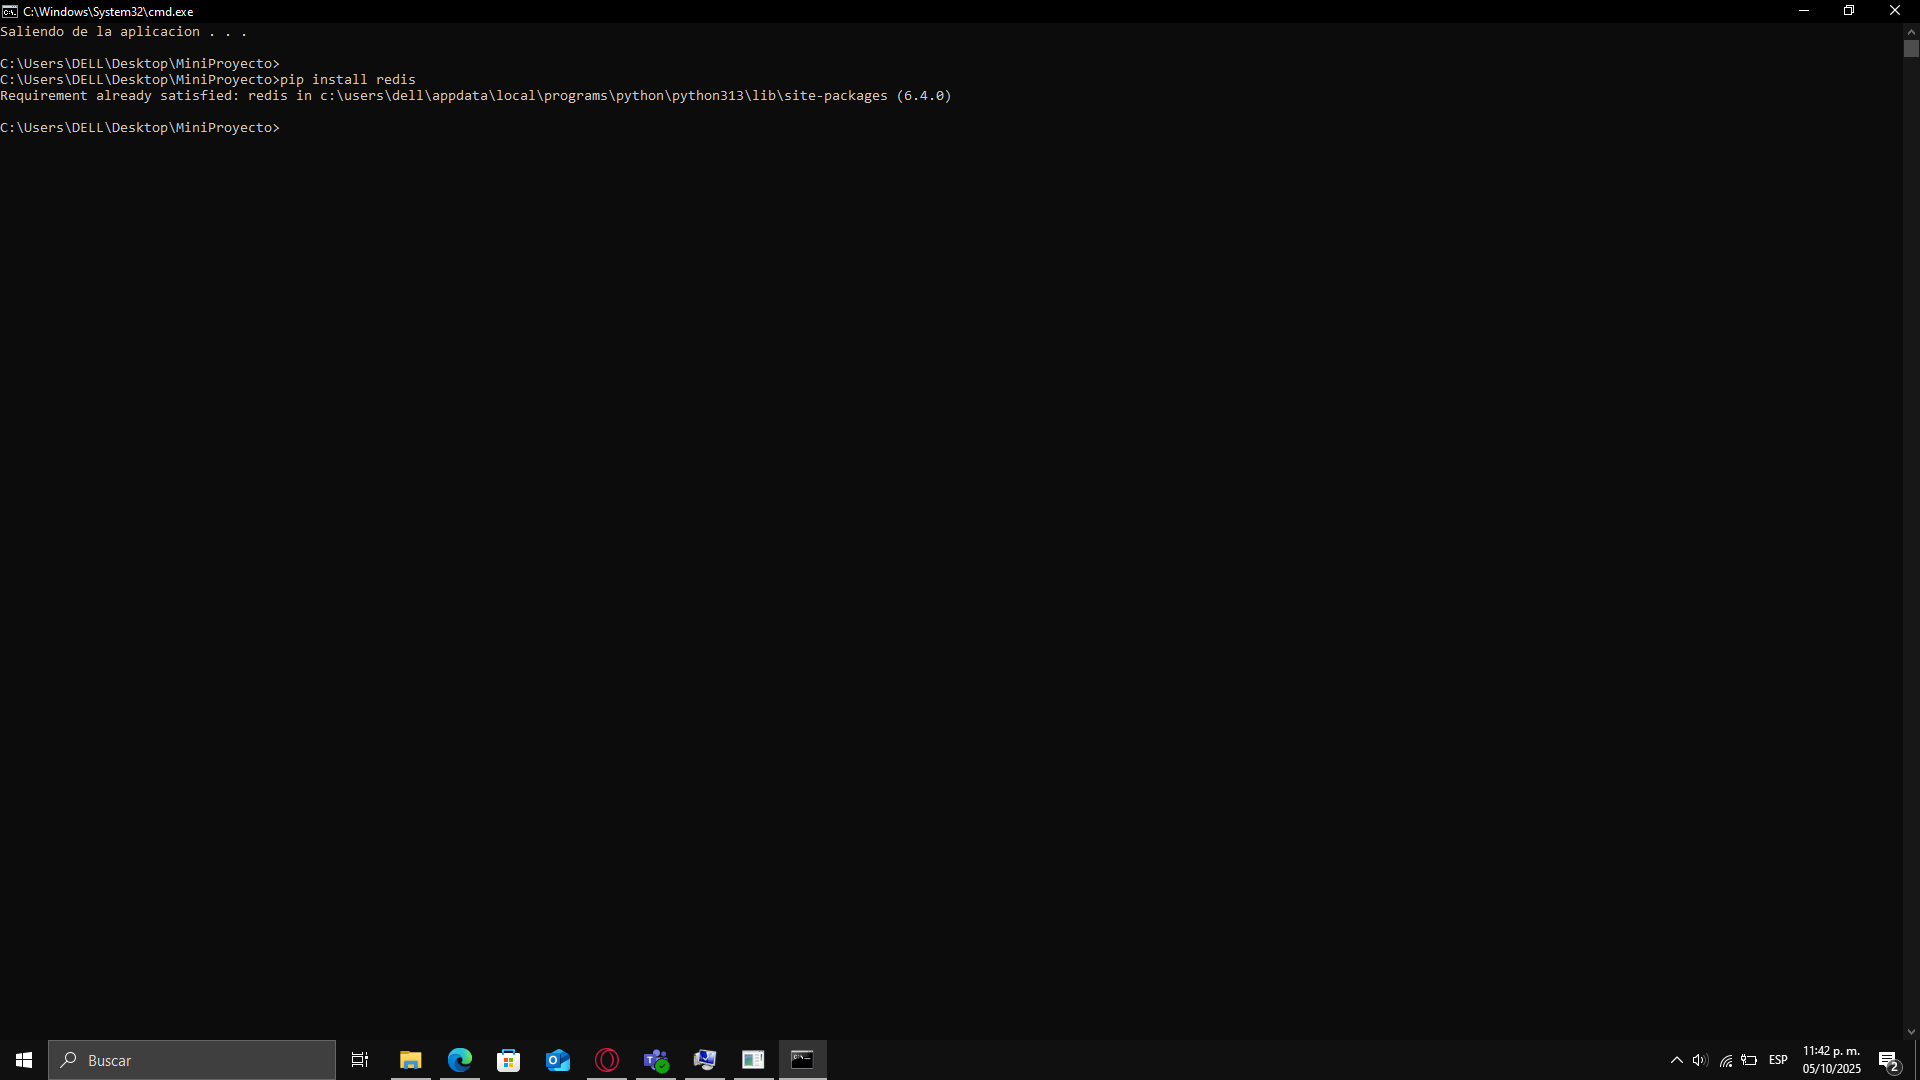 C:\Windows\System32\cmd.exe
Saliendo de la aplicacion . . .
C:\Users\DELL\Desktop\MiniProyecto>
C:\Users\DELL\Desktop\MiniProyecto>pip install redis
Requirement already satisfied: redis in c:\users\dell\appdata\local\programs\python\python313\lib\site-packages (6.4.0)
C:\Users\DELL\Desktop\MiniProyecto>
Buscar
ESP
11:42 p. m.
05/10/2025
2